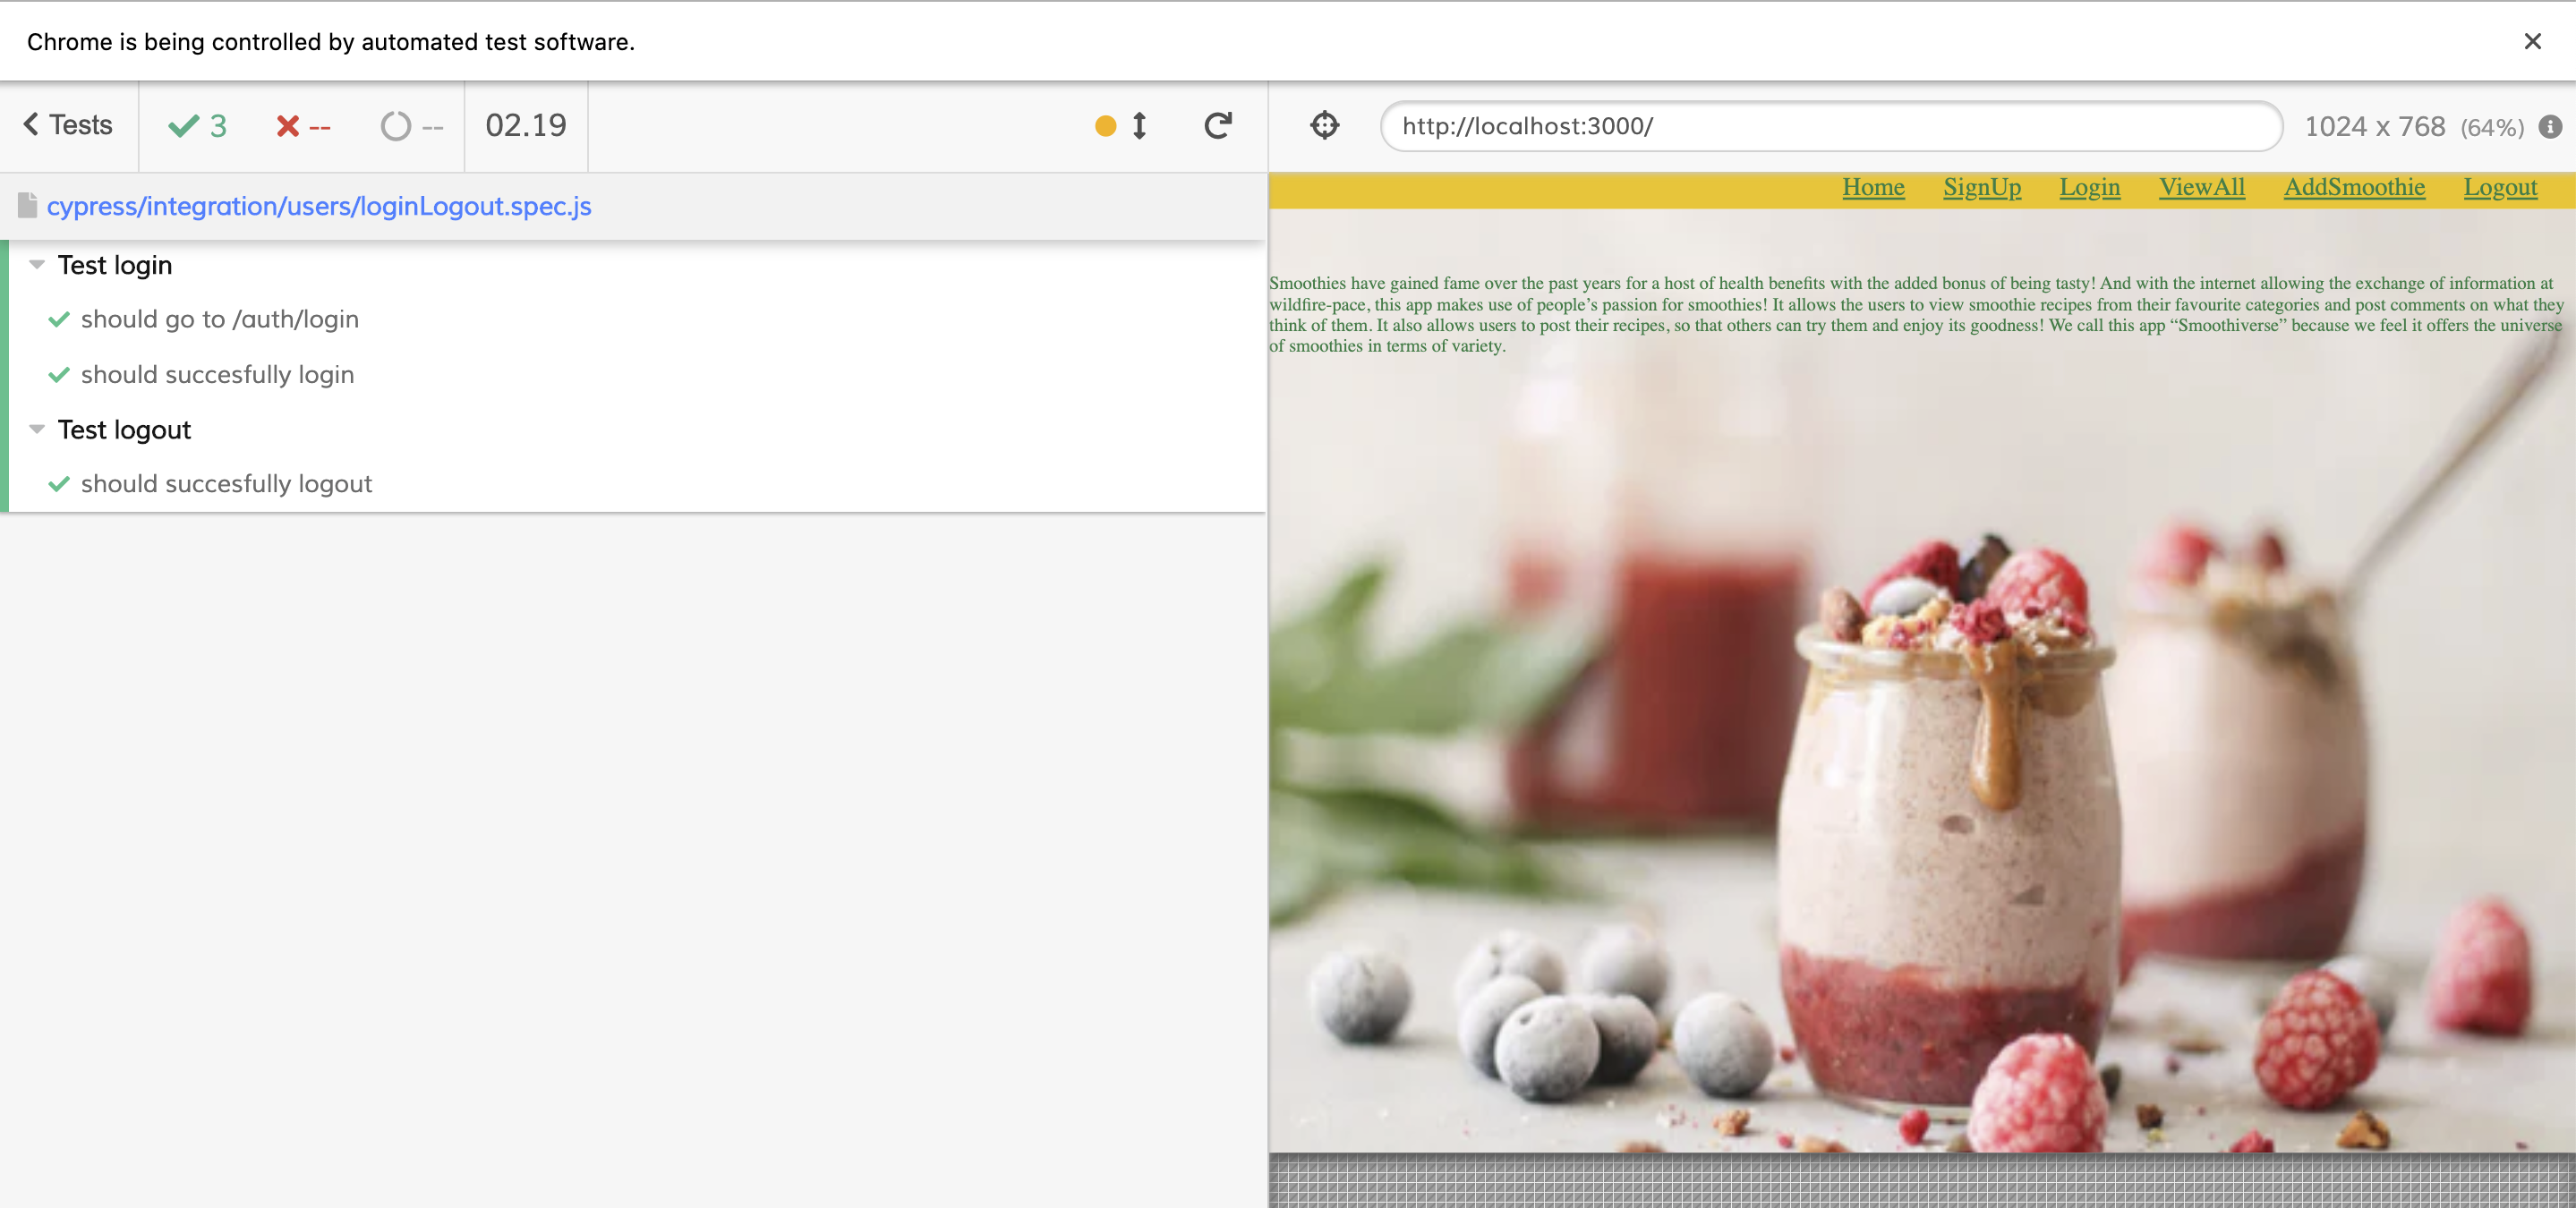 Chrome is being controlled by automated test software.
Tests 3 -- -- 02.19
http://localhost:3000/ 1024 x 768 (64%)
cypress/integration/users/loginLogout.spec.js
Test login
should go to /auth/login
should succesfully login
Test logout
should succesfully logout
Home SignUp Login ViewAll AddSmoothie Logout
Smoothies have gained fame over the past years for a host of health benefits with the added bonus of being tasty! And with the internet allowing the exchange of information at
wildfire-pace, this app makes use of people’s passion for smoothies! It allows the users to view smoothie recipes from their favourite categories and post comments on what they
think of them. It also allows users to post their recipes, so that others can try them and enjoy its goodness! We call this app “Smoothiverse” because we feel it offers the universe
of smoothies in terms of variety.